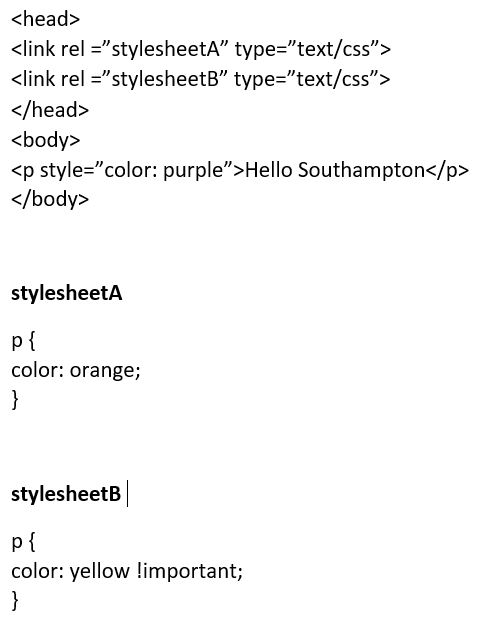 <head>
<link rel =”stylesheetA” type=”text/css”>
<link rel =”stylesheetB” type=”text/css”>
</head>
<body>
<p style=”color: purple”>Hello Southampton</p>
</body>
stylesheetA
p {
color: orange;
}
stylesheetB
p {
color: yellow !important;
}